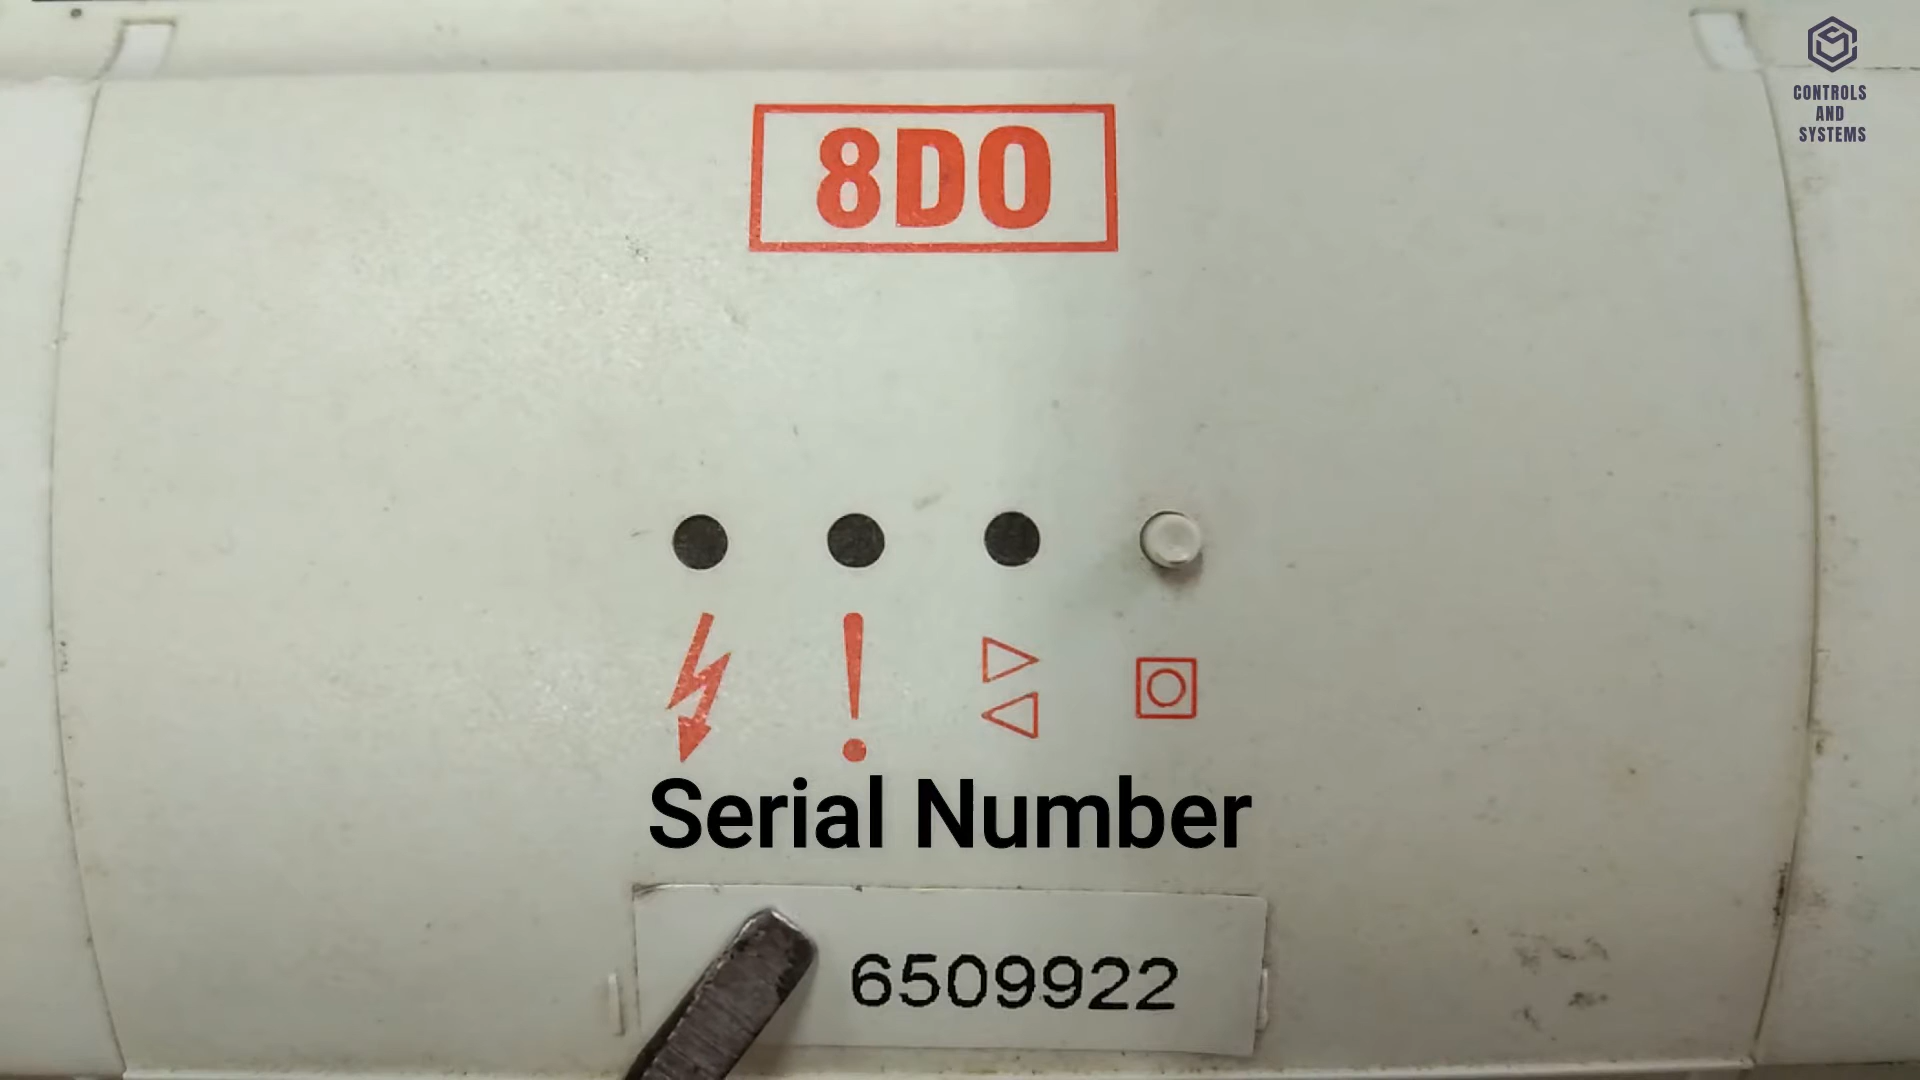 CONTROLS
AND
SYSTEMS
8DO
Serial Number
6509922